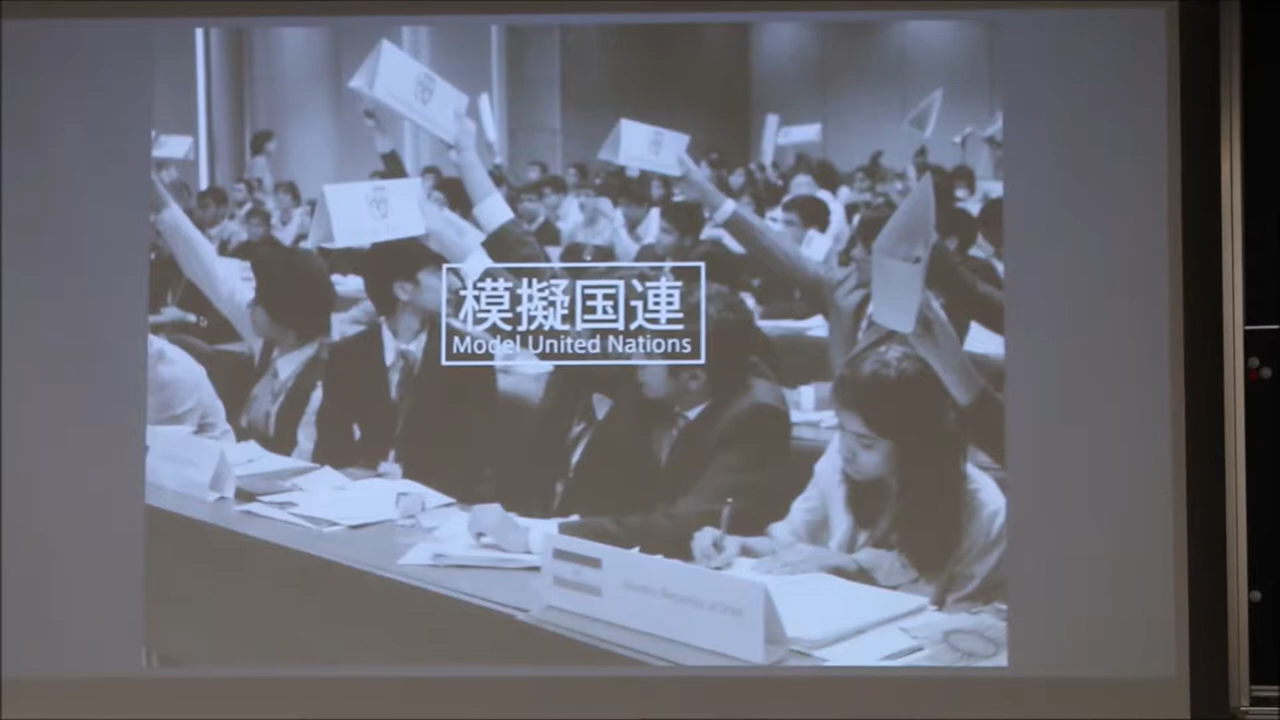 模擬国連
Model United Nations